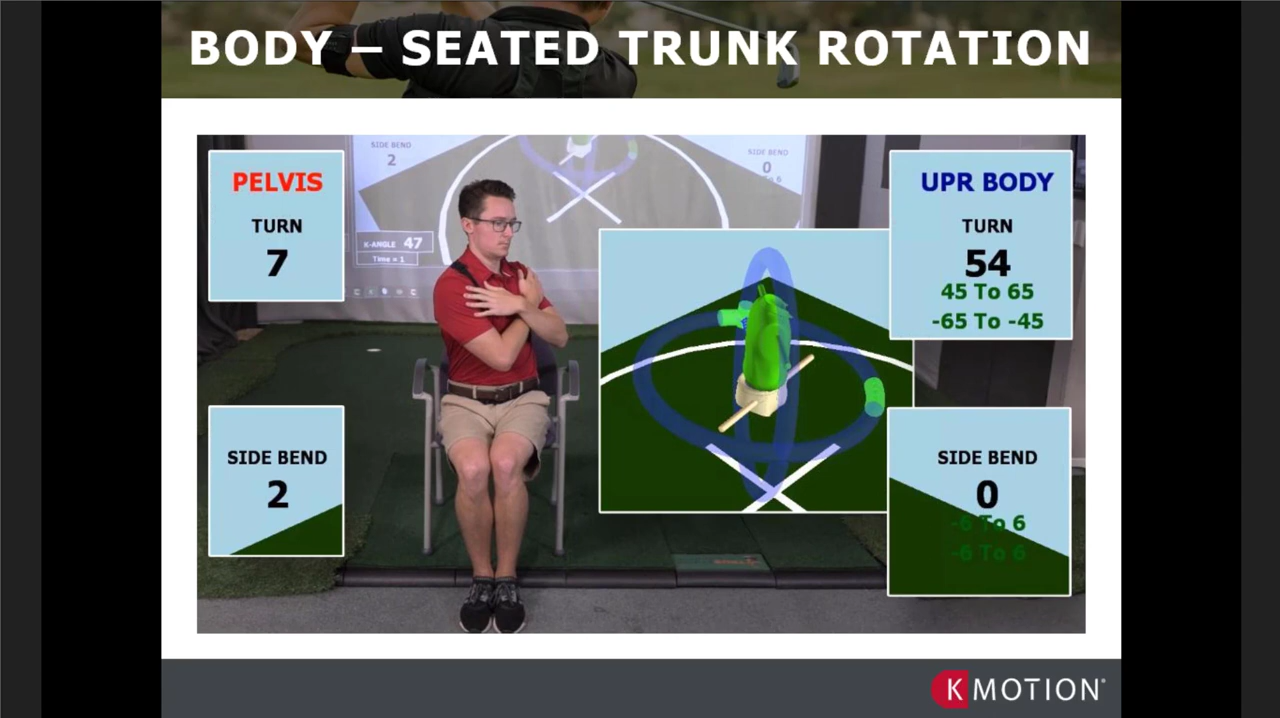 BODY – SEATED TRUNK ROTATION
PELVIS
TURN
7
SIDE BEND
2
SIDE BEND
2
K-ANGLE 47
Time = 1
SIDE BEND
0
UPR BODY
TURN
54
45 To 65
-65 To -45
SIDE BEND
0
-6 To 6
-6 To 6
KMOTION